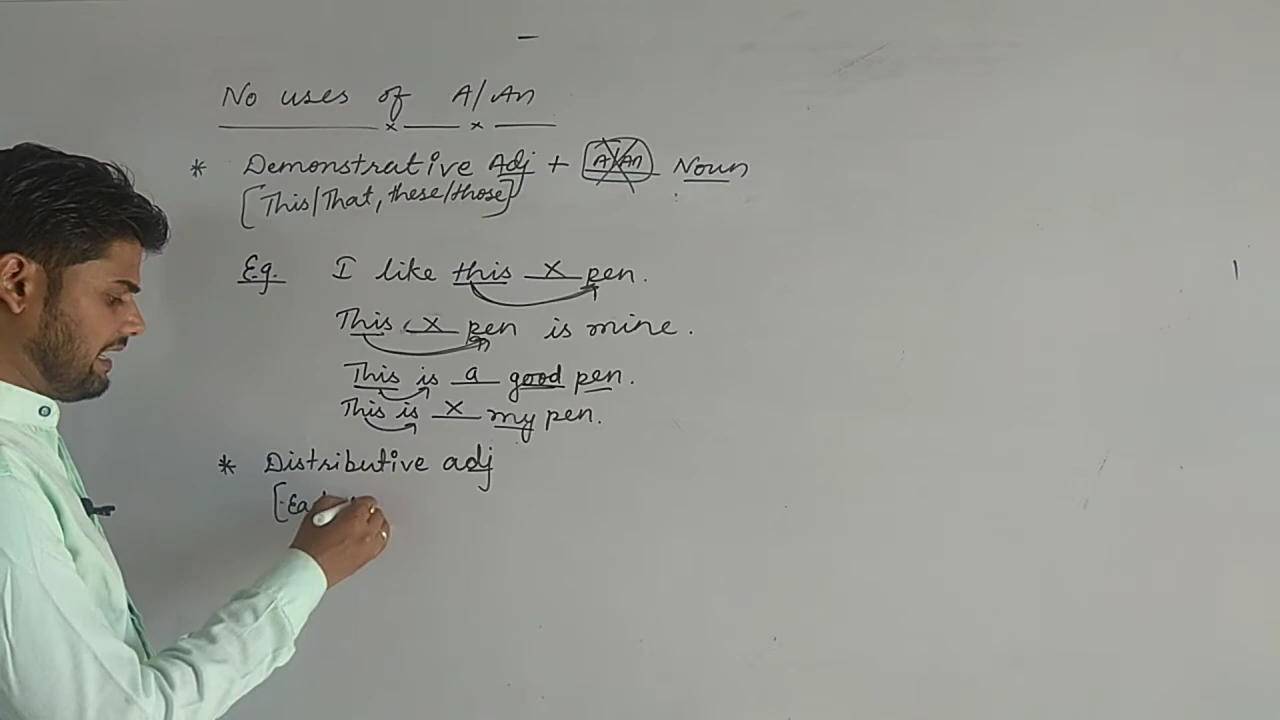 No uses of A/An
* Demonstrative Adj + A/An Noun
[This/That, these/those]
Eg. I like this x pen.
This x pen is mine.
This is a good pen.
This is x my pen.
* Distributive adj